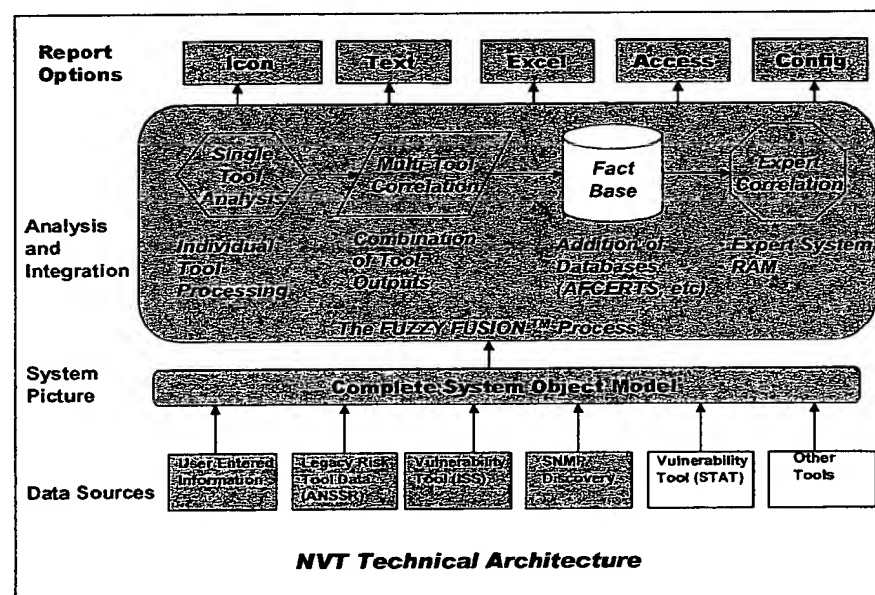 Report
Options
Icon
Text
Excel
Access
Config
Single
Tool
Analysis
Multi-Tool
Correlation
Fact
Base
Expert
Correlation
Analysis
and
Integration
Individual
Tool
Processing
Combination
of Tool
Outputs
Addition of
Databases
(AFCERTS, etc)
Expert System
RAM
The FUZZY FUSION™ Process
System
Picture
Complete System Object Model
Data Sources
User Entered
Information
Legacy Risk
Tool Data
(ANSSR)
Vulnerability
Tool (ISS)
SNMP
Discovery
Vulnerability
Tool (STAT)
Other
Tools
NVT Technical Architecture